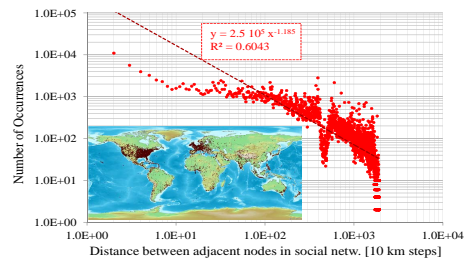 1.0E+05
y = 2.5 10⁵ x⁻¹·¹⁸⁵
R² = 0.6043
1.0E+04
1.0E+03
1.0E+02
1.0E+01
1.0E+00
Number of Occurrences
1.0E+00 1.0E+01 1.0E+02 1.0E+03 1.0E+04
Distance between adjacent nodes in social netw. [10 km steps]